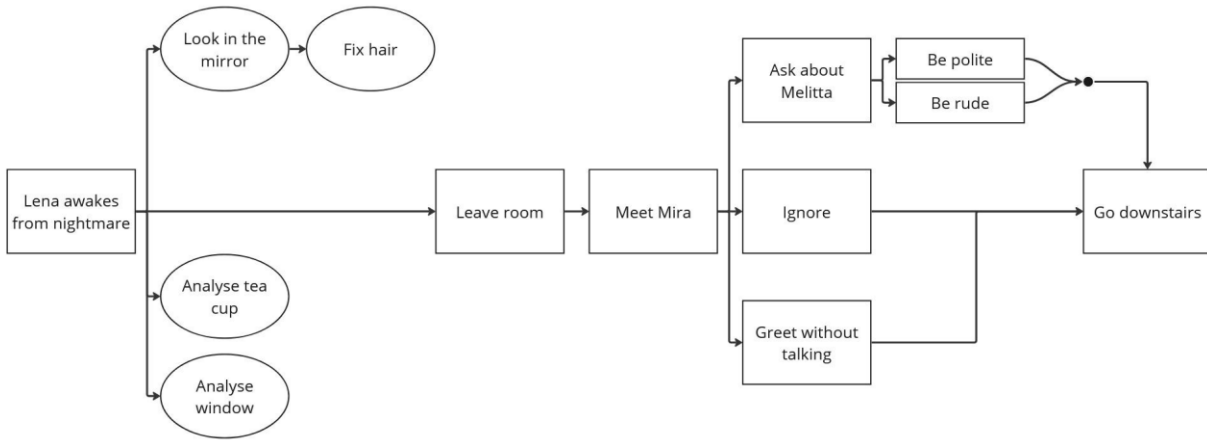 Look in the
mirror
Fix hair
Ask about
Melitta
Be polite
Be rude
Lena awakes
from nightmare
Leave room
Meet Mira
Ignore
Go downstairs
Analyse tea
cup
Greet without
talking
Analyse
window